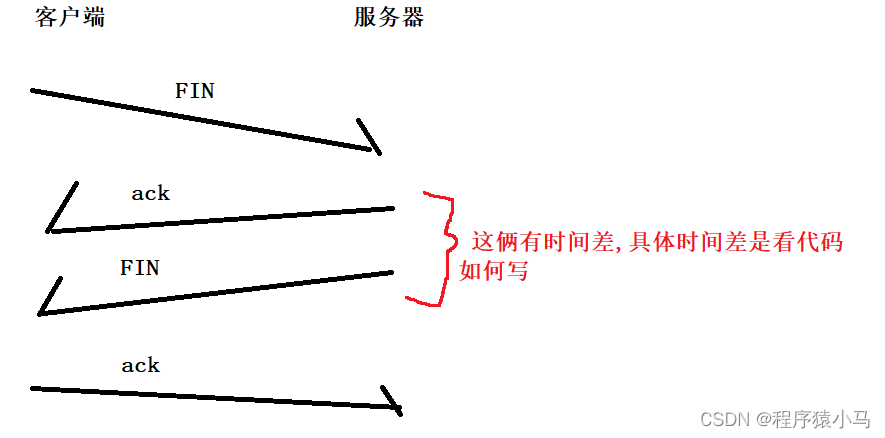 客户端 服务器
FIN
ack
这俩有时间差,具体时间差是看代码
如何写
FIN
ack
CSDN @程序猿小马